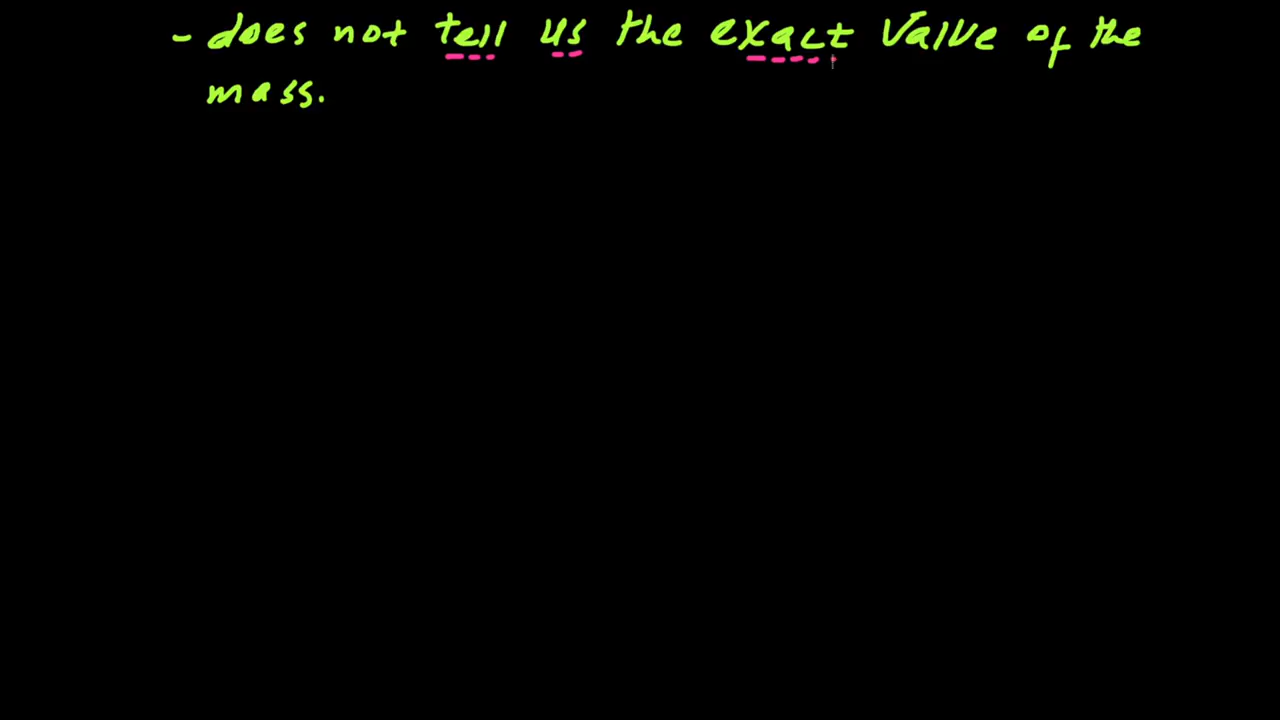 - does not tell us the exact value of the
mass.